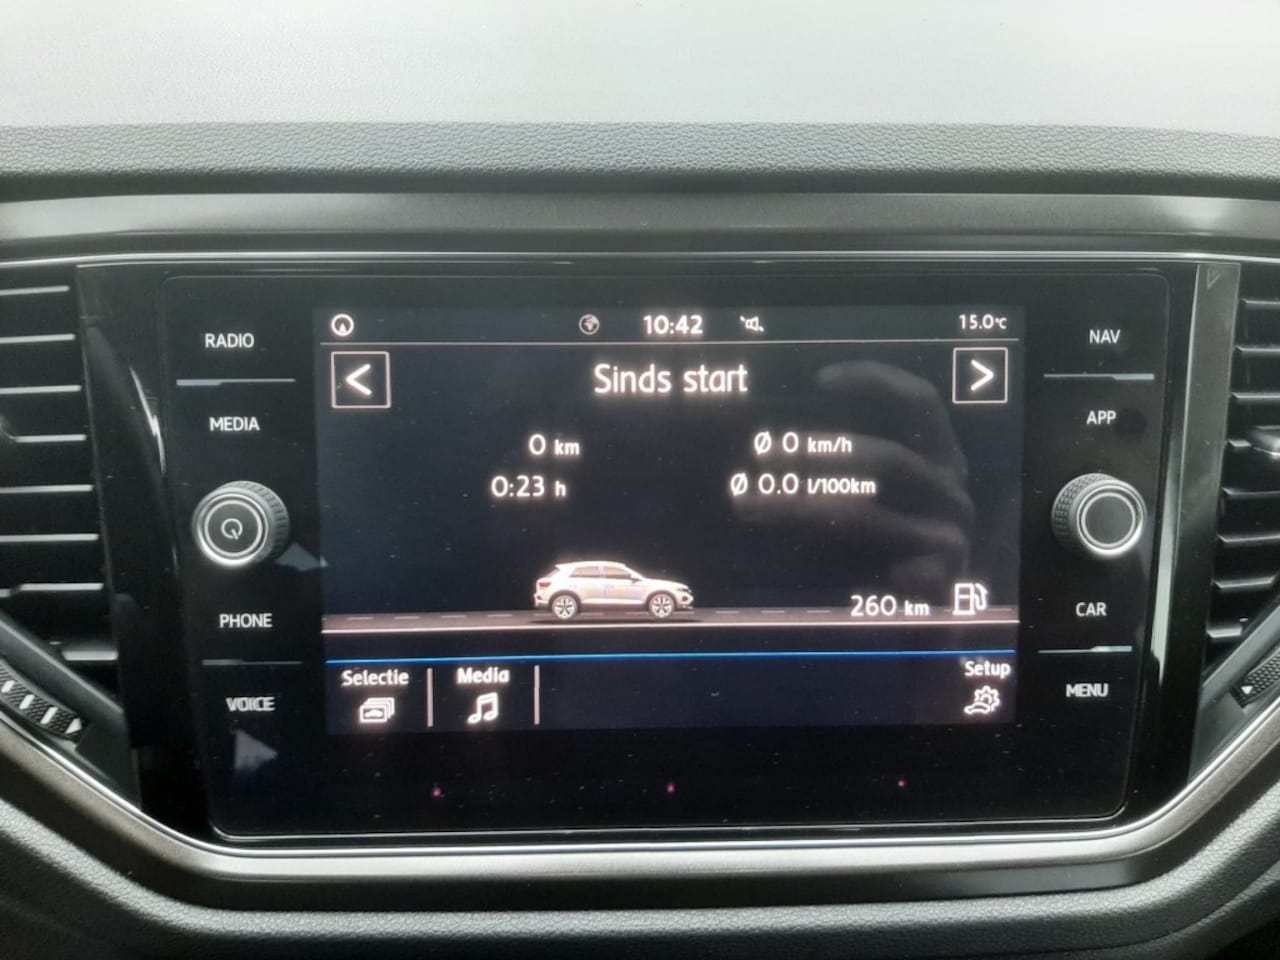 RADIO
MEDIA
PHONE
VOICE
10:42
15.0°C
<
Sinds start
>
0 km
Ø 0 km/h
0:23 h
Ø 0.0 l/100km
260 km
Selectie
Media
Setup
NAV
APP
CAR
MENU